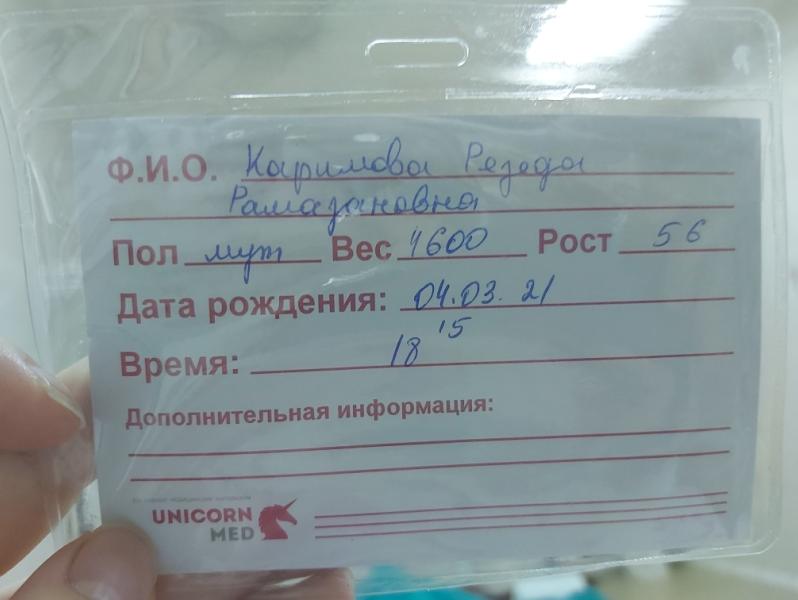 Ф.И.О. Каримова Резеда
Рамазановна
Пол муж Вес 4600 Рост 56
Дата рождения: 04.03.21
Время: 18 15
Дополнительная информация:
UNICORN
MED